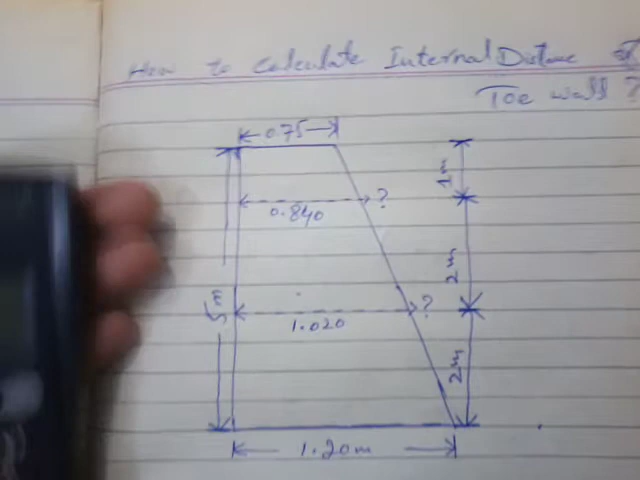 How to Calculate Internal Distance of
Toe wall ?
0.75
1m
?
0.840
2m
5m
?
1.020
2m
1.20m